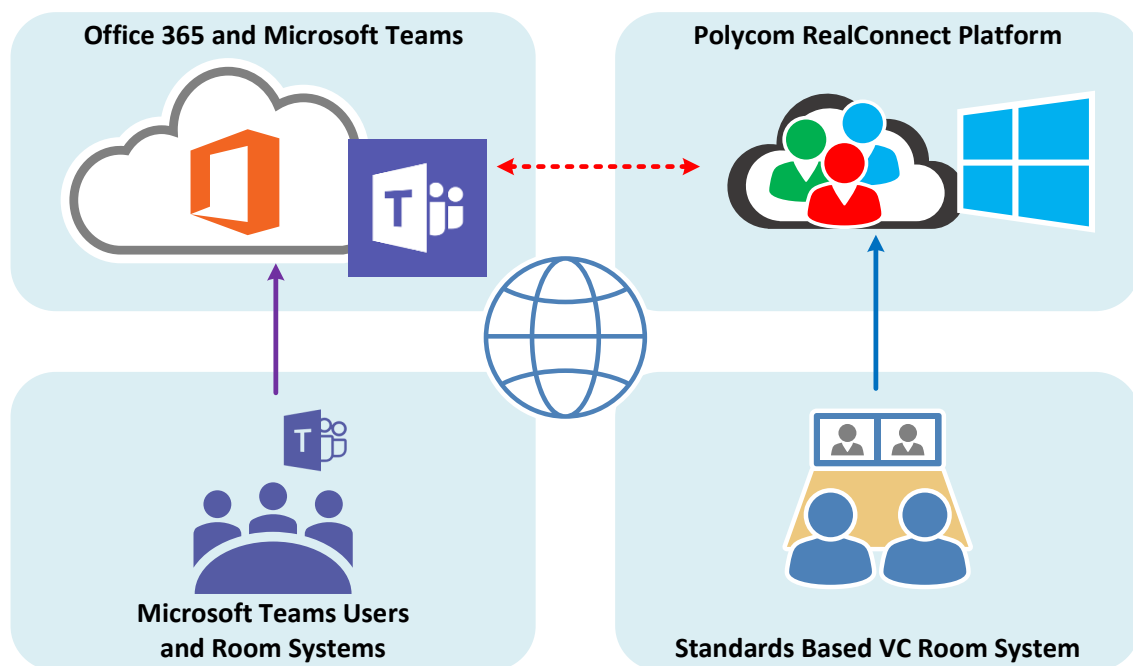 Office 365 and Microsoft Teams
Polycom RealConnect Platform
T
T
Microsoft Teams Users
and Room Systems
Standards Based VC Room System